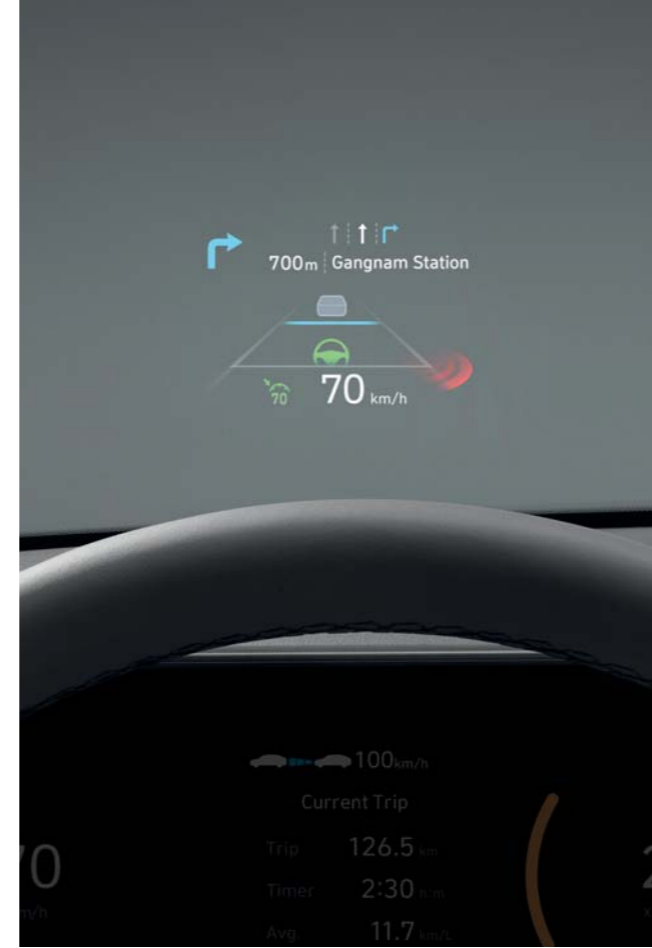 700m Gangnam Station
70 70 km/h
100km/h
Current Trip
Trip 126.5 km
Timer 2:30 h:m
Avg. 11.7 km/L